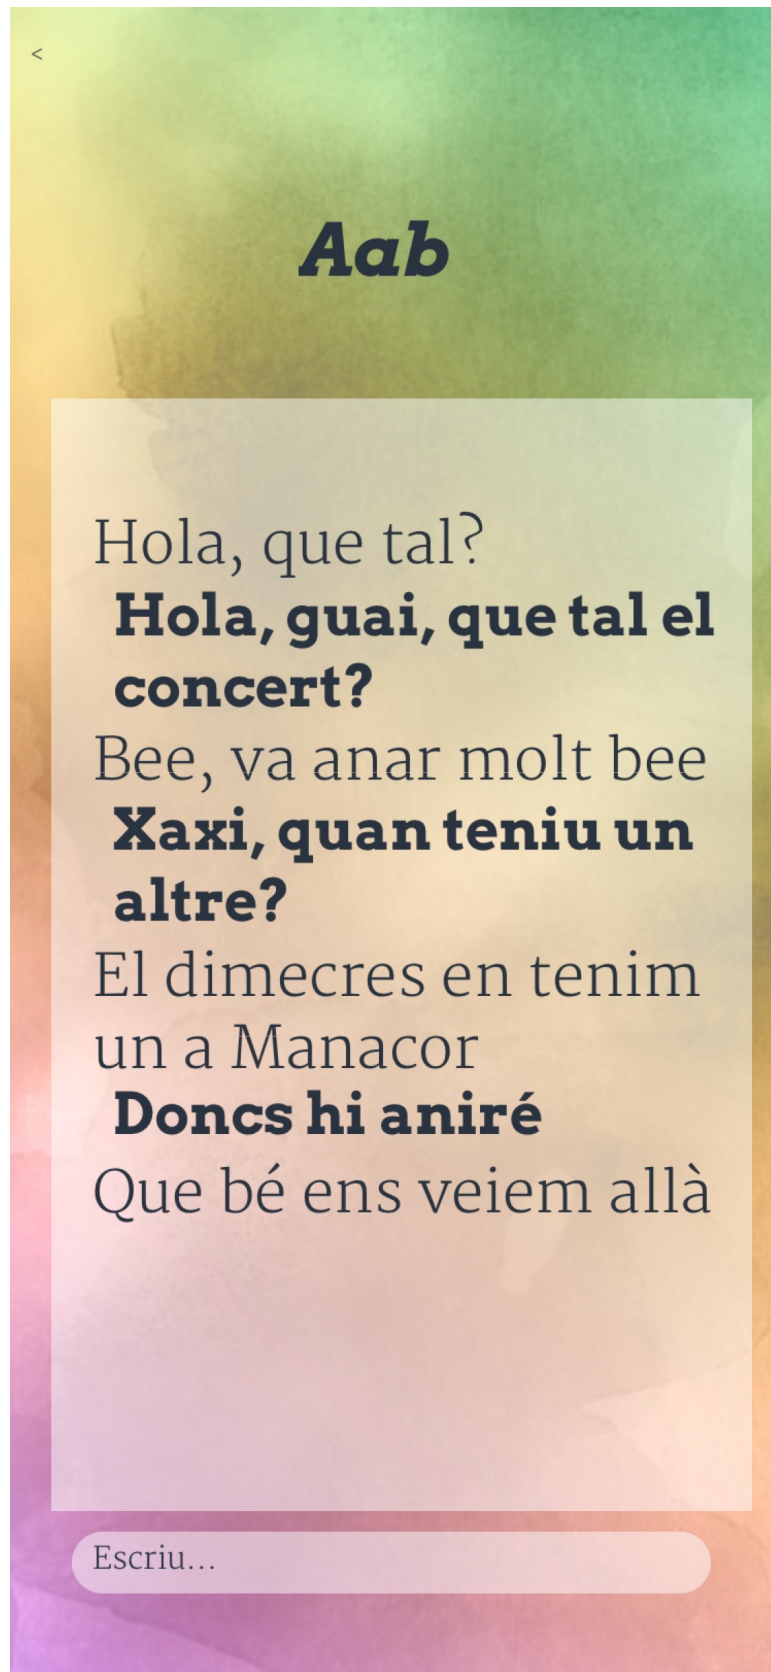 <
Aab
Hola, que tal?
Hola, guai, que tal el
concert?
Bee, va anar molt bee
Xaxi, quan teniu un
altre?
El dimecres en tenim
un a Manacor
Doncs hi aniré
Que bé ens veiem allà
Escriu...